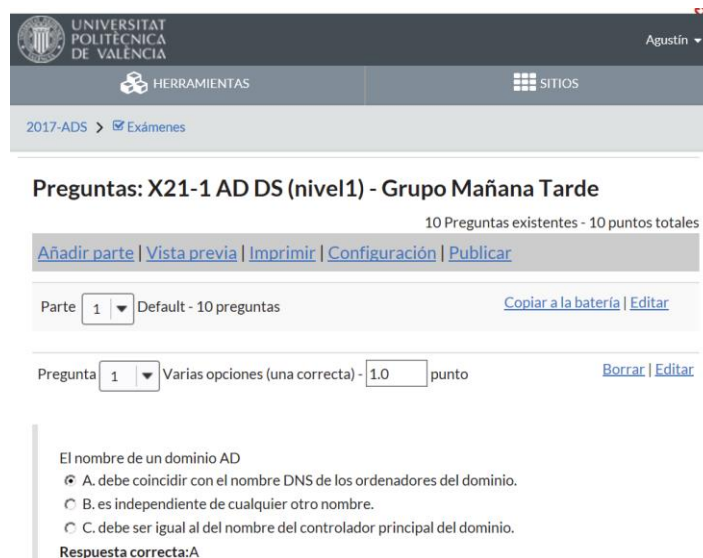 UNIVERSITAT
POLITÈCNICA
DE VALÈNCIA
Agustín
HERRAMIENTAS
SITIOS
2017-ADS > Exámenes
Preguntas: X21-1 AD DS (nivel1) - Grupo Mañana Tarde
10 Preguntas existentes - 10 puntos totales
Añadir parte | Vista previa | Imprimir | Configuración | Publicar
Parte 1 Default - 10 preguntas Copiar a la batería | Editar
Pregunta 1 Varias opciones (una correcta) - 1.0 punto Borrar | Editar
El nombre de un dominio AD
A. debe coincidir con el nombre DNS de los ordenadores del dominio.
B. es independiente de cualquier otro nombre.
C. debe ser igual al del nombre del controlador principal del dominio.
Respuesta correcta:A